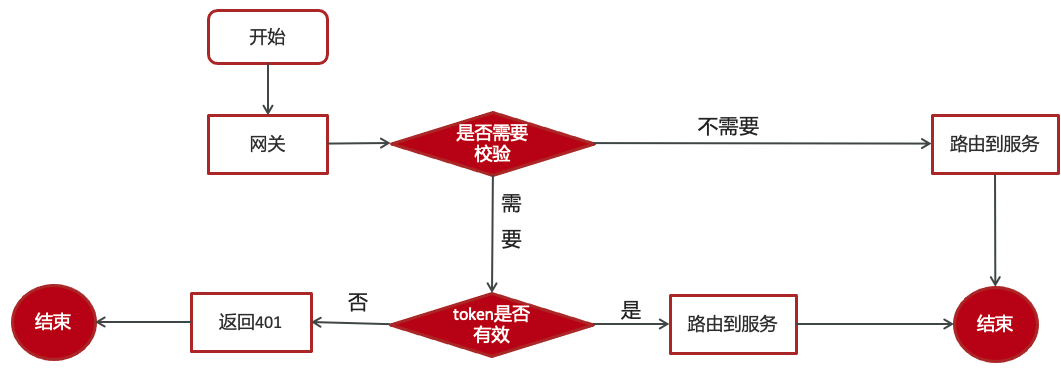 开始
网关
是否需要
校验
不需要
路由到服务
需
要
结束
返回401
否
token是否
有效
是
路由到服务
结束